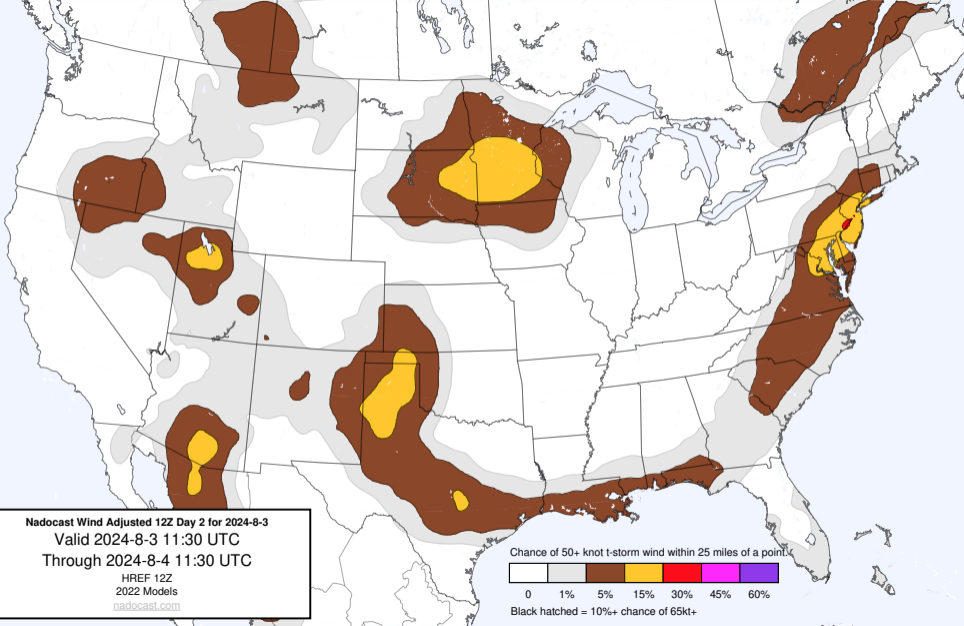 Nadocast Wind Adjusted 12Z Day 2 for 2024-8-3
Valid 2024-8-3 11:30 UTC
Through 2024-8-4 11:30 UTC
HREF 12Z
2022 Models
nadocast.com
Chance of 50+ knot t-storm wind within 25 miles of a point.
0 1% 5% 15% 30% 45% 60%
Black hatched = 10%+ chance of 65kt+